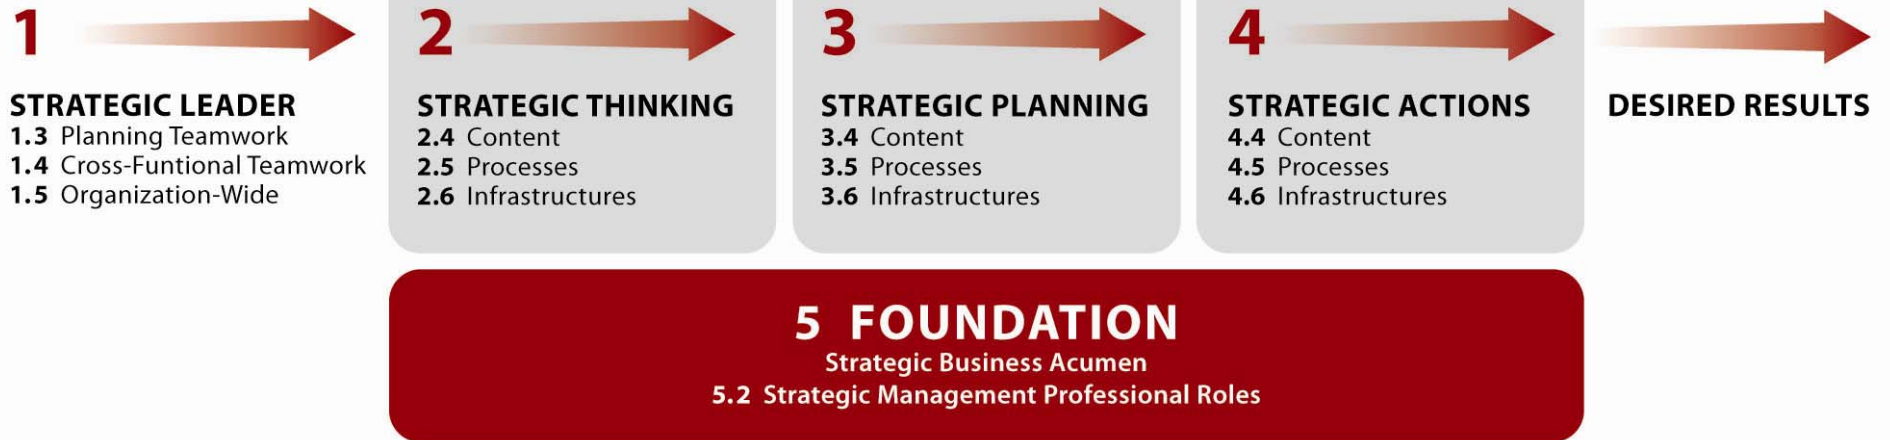 1
STRATEGIC LEADER
1.3 Planning Teamwork
1.4 Cross-Funtional Teamwork
1.5 Organization-Wide
2
STRATEGIC THINKING
2.4 Content
2.5 Processes
2.6 Infrastructures
3
STRATEGIC PLANNING
3.4 Content
3.5 Processes
3.6 Infrastructures
4
STRATEGIC ACTIONS
4.4 Content
4.5 Processes
4.6 Infrastructures
DESIRED RESULTS
5 FOUNDATION
Strategic Business Acumen
5.2 Strategic Management Professional Roles